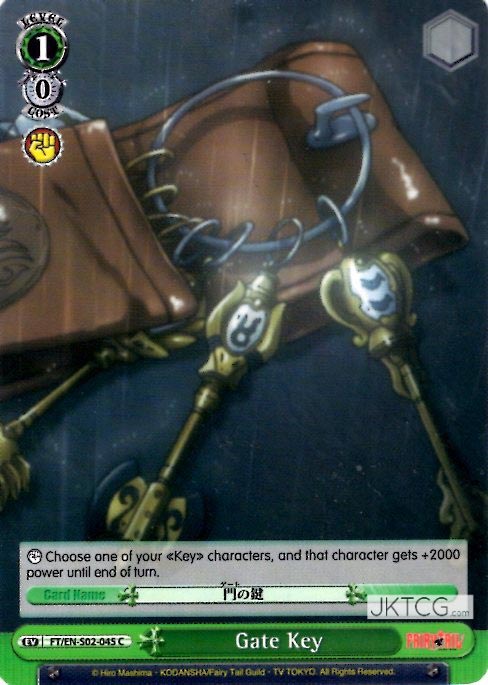 LEVEL
1
0
COST
Choose one of your «Key» characters, and that character gets +2000
power until end of turn.
Card Name
ゲート
門の鍵
JKTCG.com
EV FT/EN-S02-045 C
Gate Key
FAIRY TAIL
© Hiro Mashima・KODANSHA/Fairy Tail Guild・TV TOKYO. All Rights Reserved.